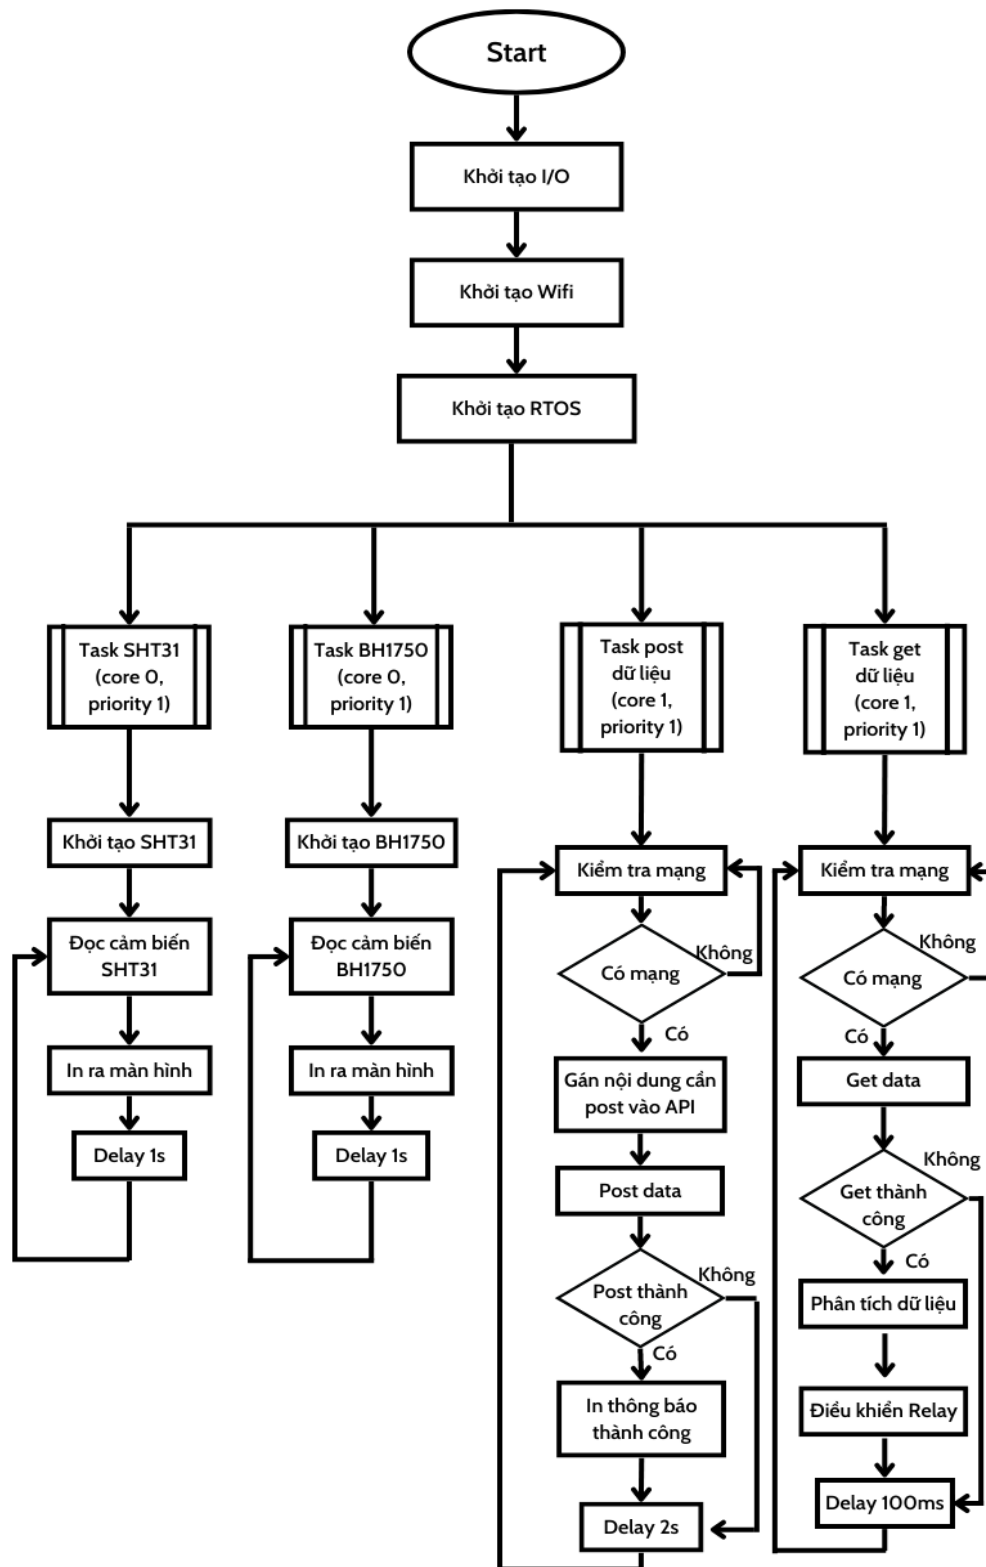 Start
Khởi tạo I/O
Khởi tạo Wifi
Khởi tạo RTOS
Task SHT31
(core 0,
priority 1)
Khởi tạo SHT31
Đọc cảm biến
SHT31
In ra màn hình
Delay 1s
Task BH1750
(core 0,
priority 1)
Khởi tạo BH1750
Đọc cảm biến
BH1750
In ra màn hình
Delay 1s
Task post
dữ liệu
(core 1,
priority 1)
Kiểm tra mạng
Có mạng
Không
Có
Gán nội dung cần
post vào API
Post data
Post thành
công
Không
Có
In thông báo
thành công
Delay 2s
Task get
dữ liệu
(core 1,
priority 1)
Kiểm tra mạng
Có mạng
Không
Có
Get data
Get thành
công
Không
Có
Phân tích dữ liệu
Điều khiển Relay
Delay 100ms